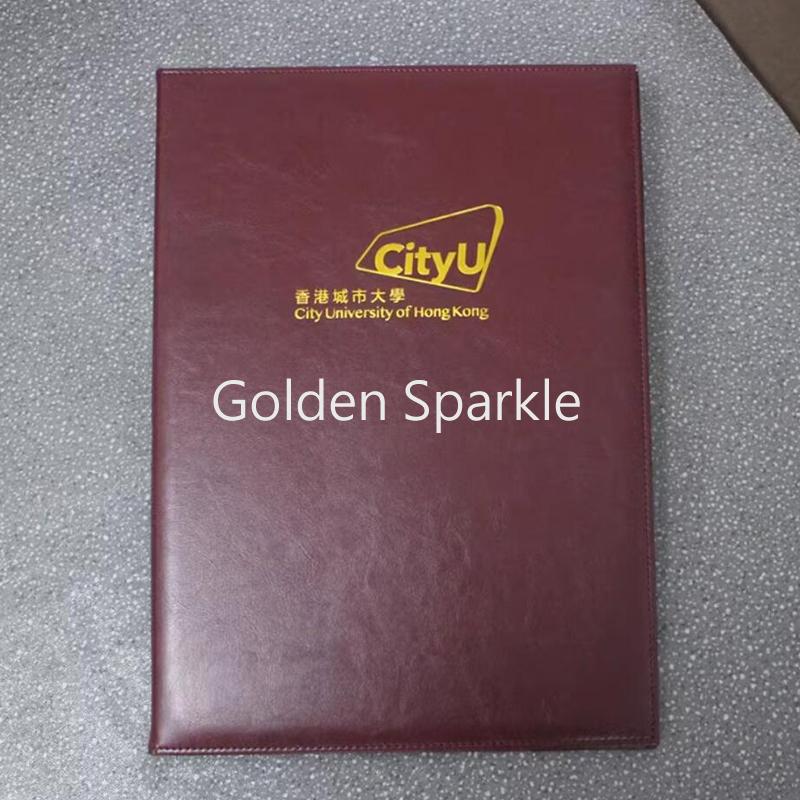 CityU
香港城市大學
City University of Hong Kong
Golden Sparkle